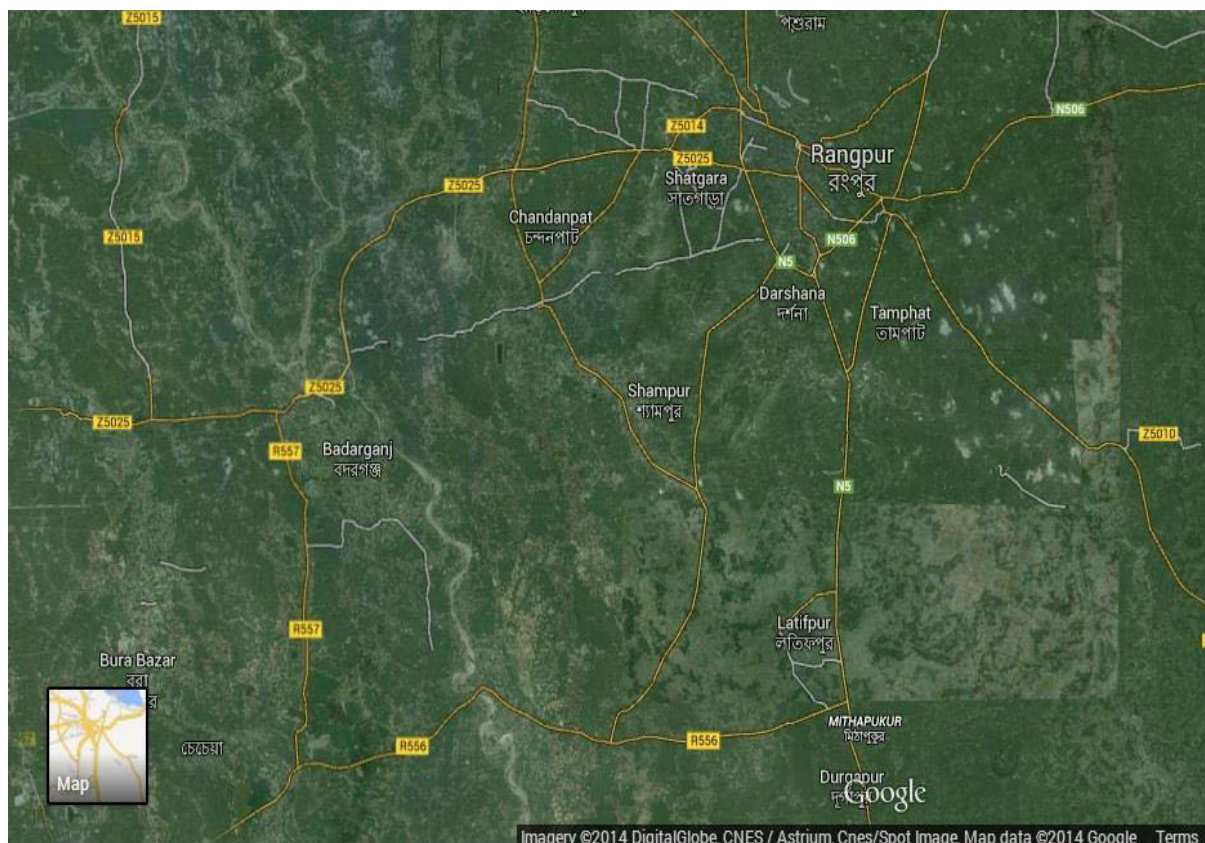 Z5015
পশুরাম
N506
Z5014
Rangpur
রংপুর
Z5025
Shatgara
সাতগাড়া
Z5025
Chandanpat
চন্দনপাট
Z5015
N506
N5
Darshana
দর্শনা
Tamphat
তামপাট
Z5025
Shampur
শ্যামপুর
Z5025
Z5010
R557
Badarganj
বদরগঞ্জ
N5
Latifpur
লতিফপুর
R557
Bura Bazar
বরা
র
MITHAPUKUR
মিঠাপুকুর
R556
R556
চেচেয়া
Durgapur
দূর্গাপুর
Map
Google
Imagery ©2014 DigitalGlobe, CNES / Astrium, Cnes/Spot Image, Map data ©2014 Google
Terms